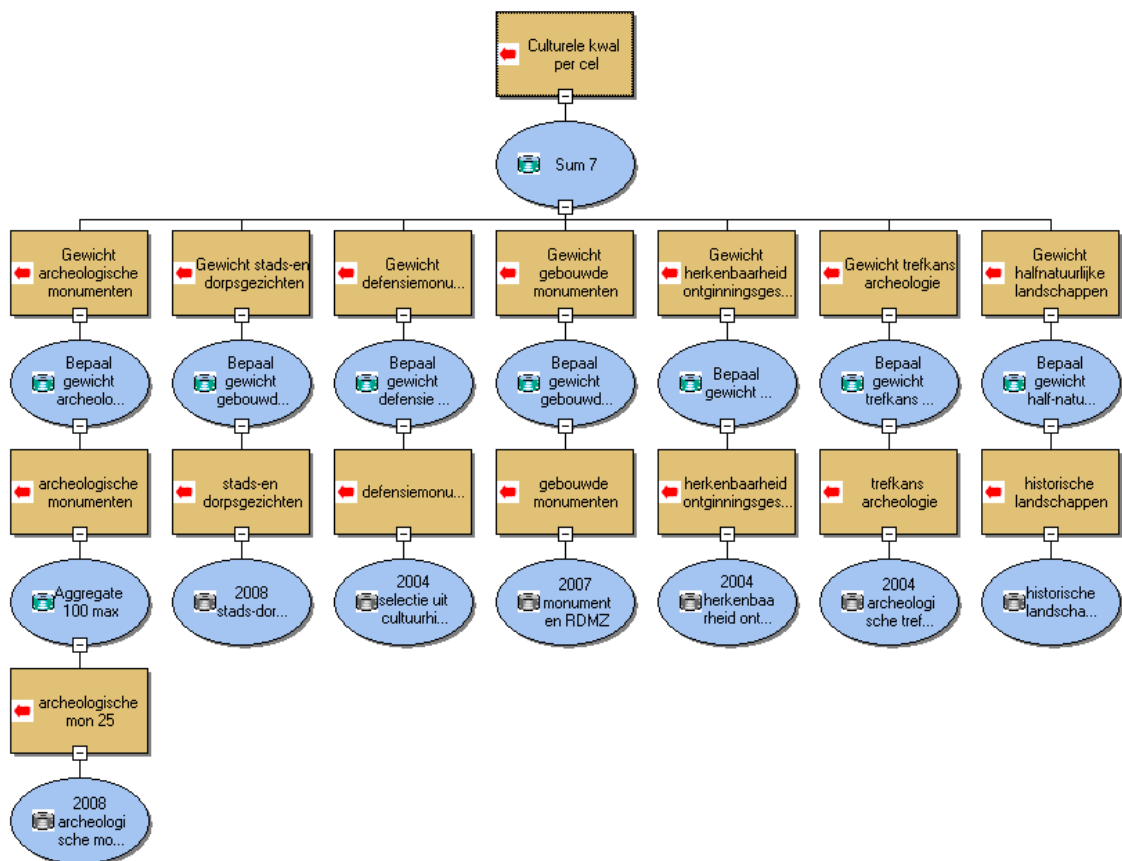 Culturele kwal
per cel
Sum 7
Gewicht
archeologische
monumenten
Gewicht stads-en
dorpsgezichten
Gewicht
defensiemonu...
Gewicht
gebouwde
monumenten
Gewicht
herkenbaarheid
ontginningsges...
Gewicht trefkans
archeologie
Gewicht
halfnatuurlijke
landschappen
Bepaal
gewicht
archeolo...
Bepaal
gewicht
gebouwd...
Bepaal
gewicht
defensie ...
Bepaal
gewicht
gebouwd...
Bepaal
gewicht ...
Bepaal
gewicht
trefkans ...
Bepaal
gewicht
half-natu...
archeologische
monumenten
stads-en
dorpsgezichten
defensiemonu...
gebouwde
monumenten
herkenbaarheid
ontginningsges...
trefkans
archeologie
historische
landschappen
Aggregate
100 max
2008
stads-dor...
2004
selectie uit
cultuurhi...
2007
monument
en RDMZ
2004
herkenbaa
rheid ont...
2004
archeologi
sche tref...
historische
landscha...
archeologische
mon 25
2008
archeologi
sche mo...